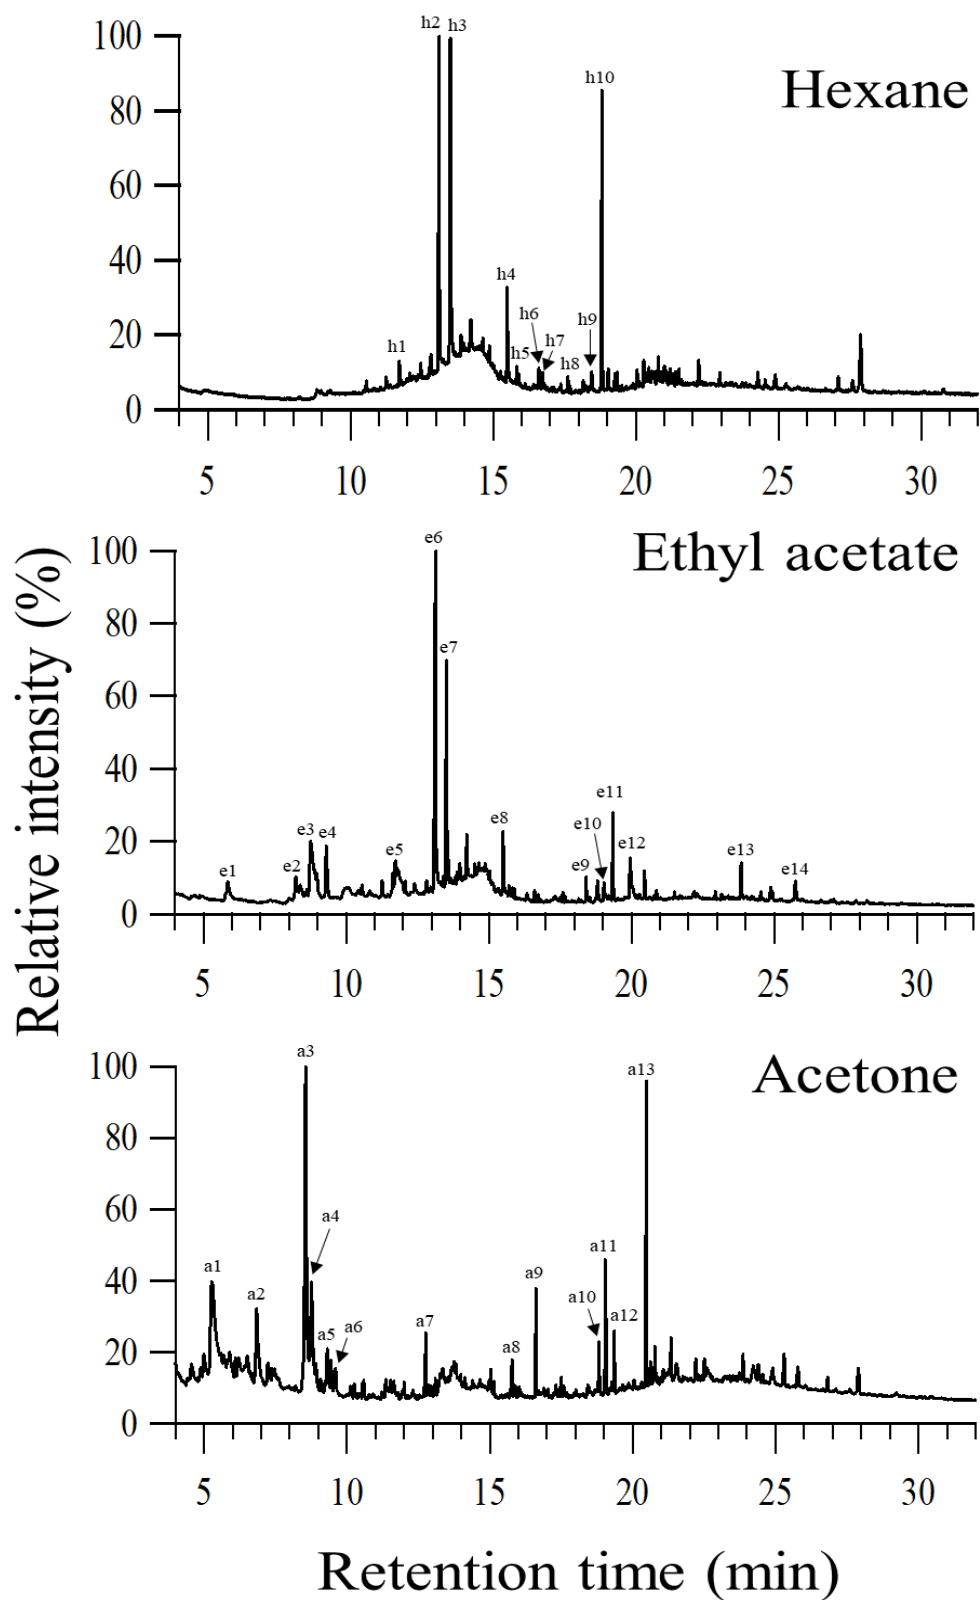 h2 h3
100
Hexane
h10
80
60
40
h4
h6
h9
20
h1
h5
h7
h8
0
5 10 15 20 25 30
Relative intensity (%)
Ethyl acetate
e6
100
80
e7
60
40
e11
e10
20
e3 e4
e8
e12
e1
e2
e5
e9
e13
e14
0
5 10 15 20 25 30
a3
Acetone
100
a13
80
60
a4
40
a1
a11
a9
a2
a10
a12
a5 a6
a7
20
a8
0
5 10 15 20 25 30
Retention time (min)